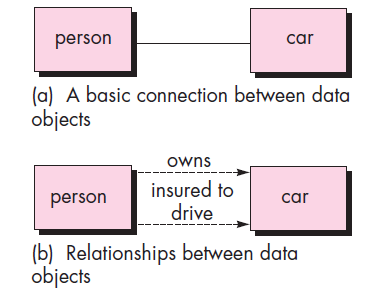 person
car
(a) A basic connection between data
objects
owns
person
insured to
drive
car
(b) Relationships between data
objects